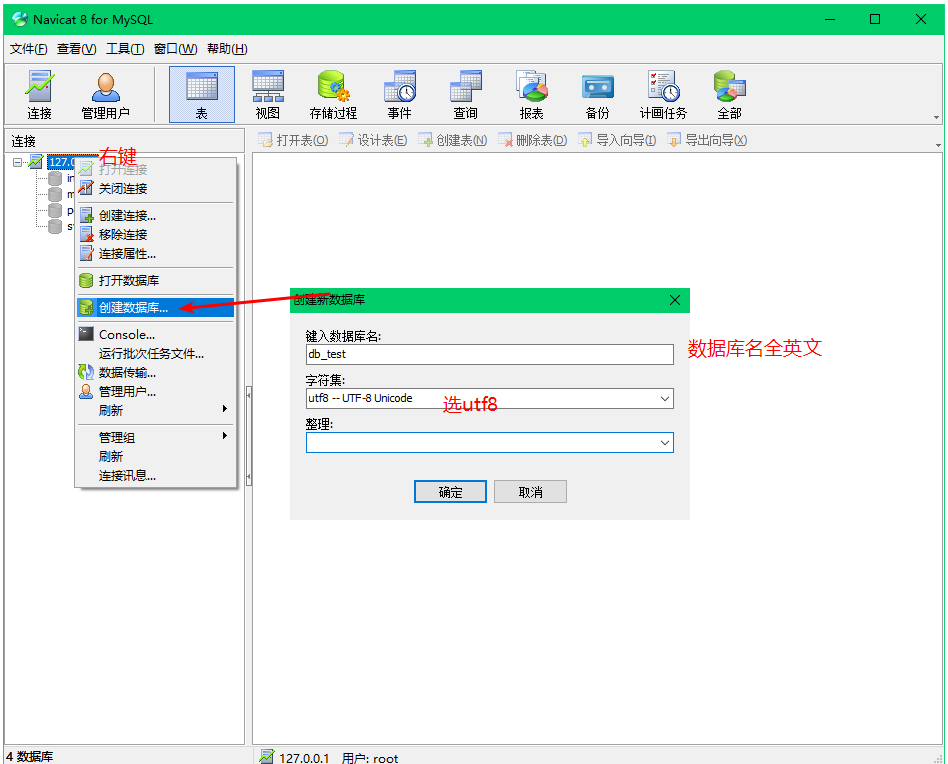 Navicat 8 for MySQL
文件(F) 查看(V) 工具(T) 窗口(W) 帮助(H)
连接 管理用户 表 视图 存储过程 事件 查询 报表 备份 计画任务 全部
连接
打开表(O) 设计表(E) 创建表(N) 删除表(D) 导入向导(I) 导出向导(X)
127.0
右键
in
m
p
s
打开连接
关闭连接
创建连接...
移除连接
连接属性...
打开数据库
创建数据库...
Console...
运行批次任务文件...
数据传输...
管理用户...
刷新
管理组
刷新
连接讯息...
创建新数据库
键入数据库名:
db_test
数据库名全英文
字符集:
utf8 -- UTF-8 Unicode
选utf8
整理:
确定 取消
4 数据库 127.0.0.1 用户: root